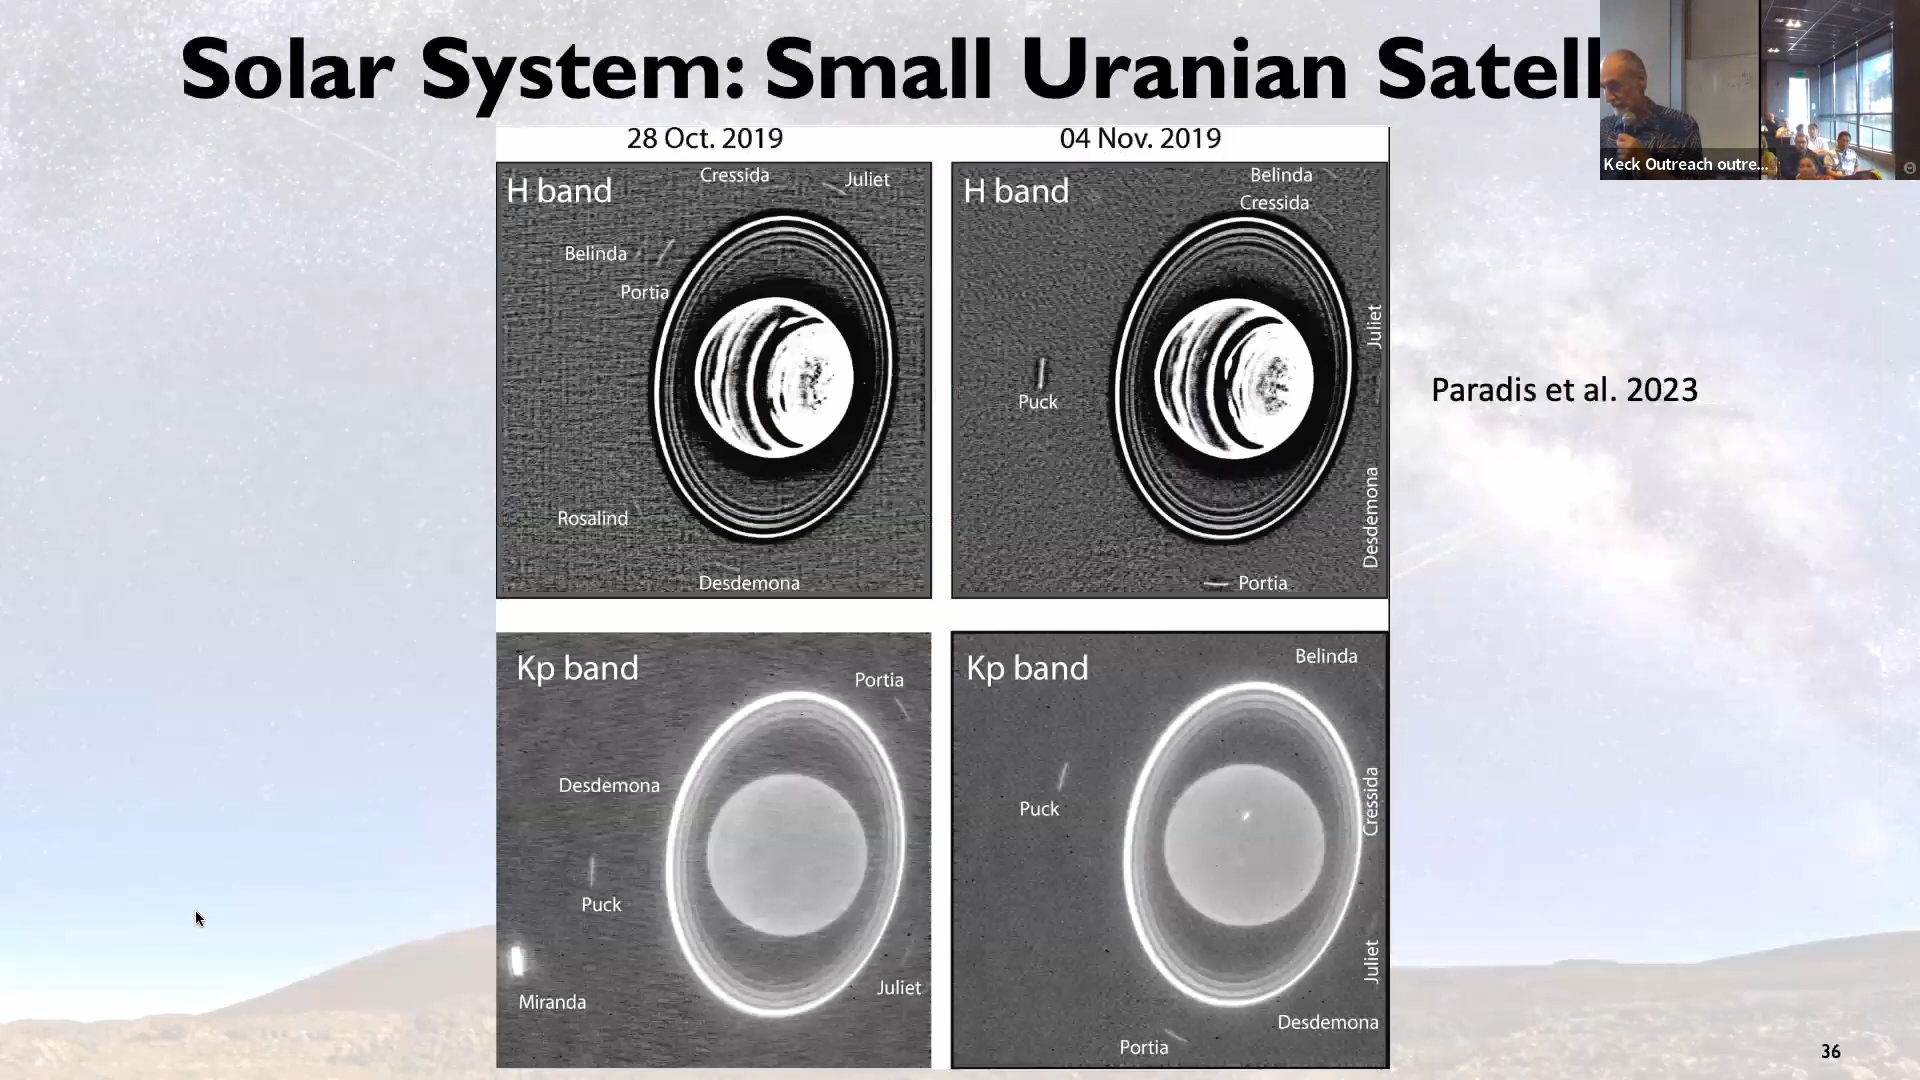 Solar System: Small Uranian Satell
28 Oct. 2019
04 Nov. 2019
Keck Outreach outre...
H band
Cressida
Juliet
Belinda
Portia
Rosalind
Desdemona
H band
Belinda
Cressida
Juliet
Puck
Desdemona
Portia
Paradis et al. 2023
Kp band
Portia
Desdemona
Puck
Miranda
Juliet
Kp band
Belinda
Puck
Cressida
Juliet
Desdemona
Portia
36